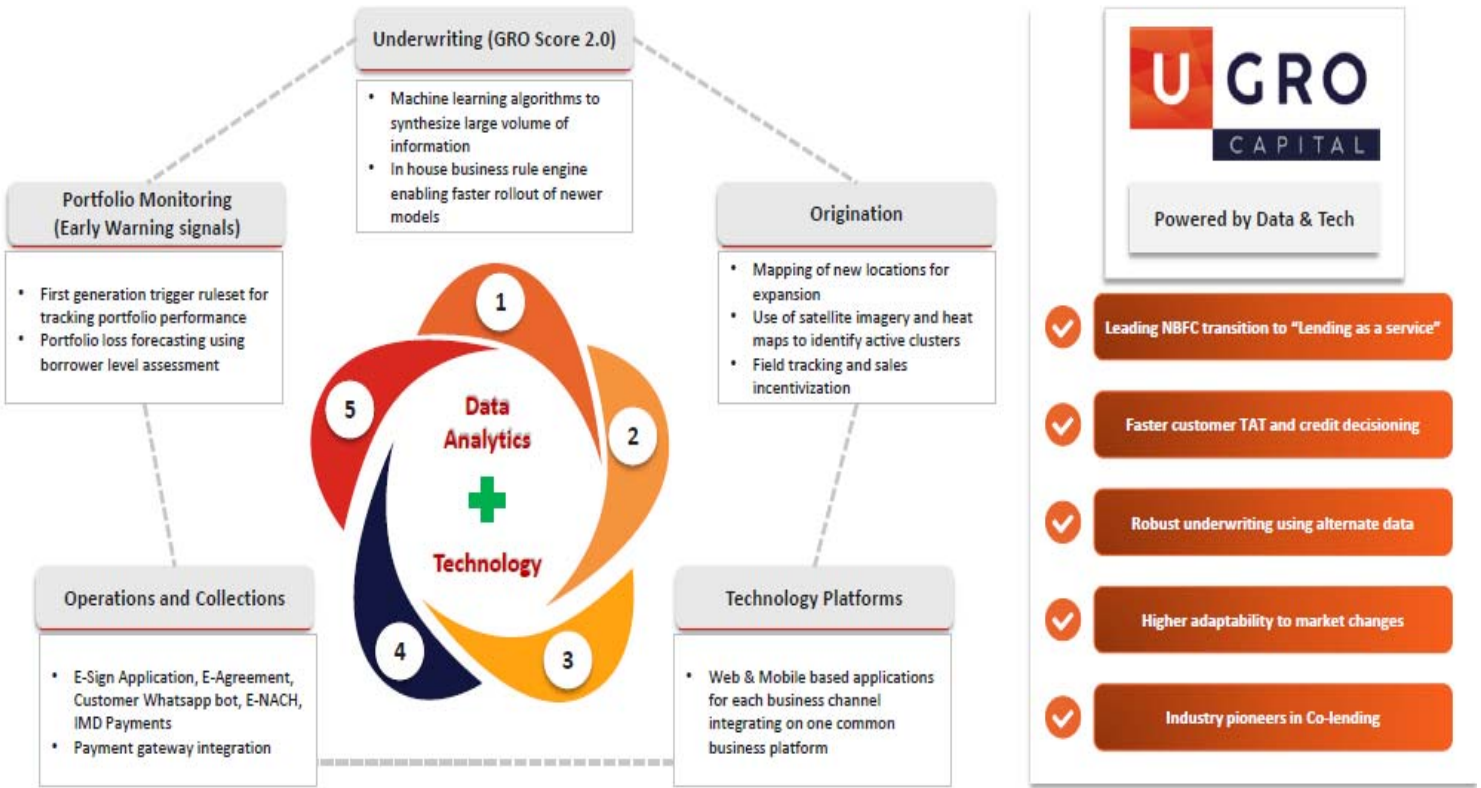 Underwriting (GRO Score 2.0)
• Machine learning algorithms to
synthesize large volume of
information
• In house business rule engine
enabling faster rollout of newer
models
Portfolio Monitoring
(Early Warning signals)
• First generation trigger ruleset for
tracking portfolio performance
• Portfolio loss forecasting using
borrower level assessment
Origination
• Mapping of new locations for
expansion
• Use of satellite imagery and heat
maps to identify active clusters
• Field tracking and sales
incentivization
1
2
3
4
5
Data
Analytics
Technology
Operations and Collections
• E-Sign Application, E-Agreement,
Customer Whatsapp bot, E-NACH,
IMD Payments
• Payment gateway integration
Technology Platforms
• Web & Mobile based applications
for each business channel
integrating on one common
business platform
U GRO
CAPITAL
Powered by Data & Tech
Leading NBFC transition to “Lending as a service”
Faster customer TAT and credit decisioning
Robust underwriting using alternate data
Higher adaptability to market changes
Industry pioneers in Co-lending